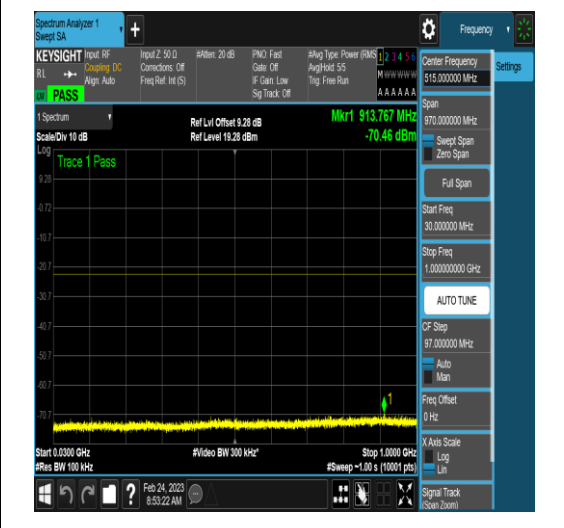 Spectrum Analyzer 1
Swept SA
+
Frequency
KEYSIGHT
RL
PASS
Input: RF
Coupling: DC
Align: Auto
Input Z: 50 Ω
Corrections: Off
Freq Ref: Int (S)
#Atten: 20 dB
PNO: Fast
Gate: Off
IF Gain: Low
Sig Track: Off
#Avg Type: Power (RMS
Avg|Hold: 5/5
Trig: Free Run
1 2 3 4 5 6
M W W W W W
A A A A A A
1 Spectrum
Scale/Div 10 dB
Ref Lvl Offset 9.28 dB
Ref Level 19.28 dBm
Mkr1 913.767 MHz
-70.46 dBm
Log
Trace 1 Pass
9.28
-0.72
-10.7
-20.7
-30.7
-40.7
-50.7
-60.7
-70.7
1
Start 0.0300 GHz
#Res BW 100 kHz
#Video BW 300 kHz*
Stop 1.0000 GHz
#Sweep ~1.00 s (10001 pts)
?
Feb 24, 2023
8:53:22 AM
Center Frequency
515.000000 MHz
Settings
Span
970.000000 MHz
Swept Span
Zero Span
Full Span
Start Freq
30.000000 MHz
Stop Freq
1.000000000 GHz
AUTO TUNE
CF Step
97.000000 MHz
Auto
Man
Freq Offset
0 Hz
X Axis Scale
Log
Lin
Signal Track
(Span Zoom)